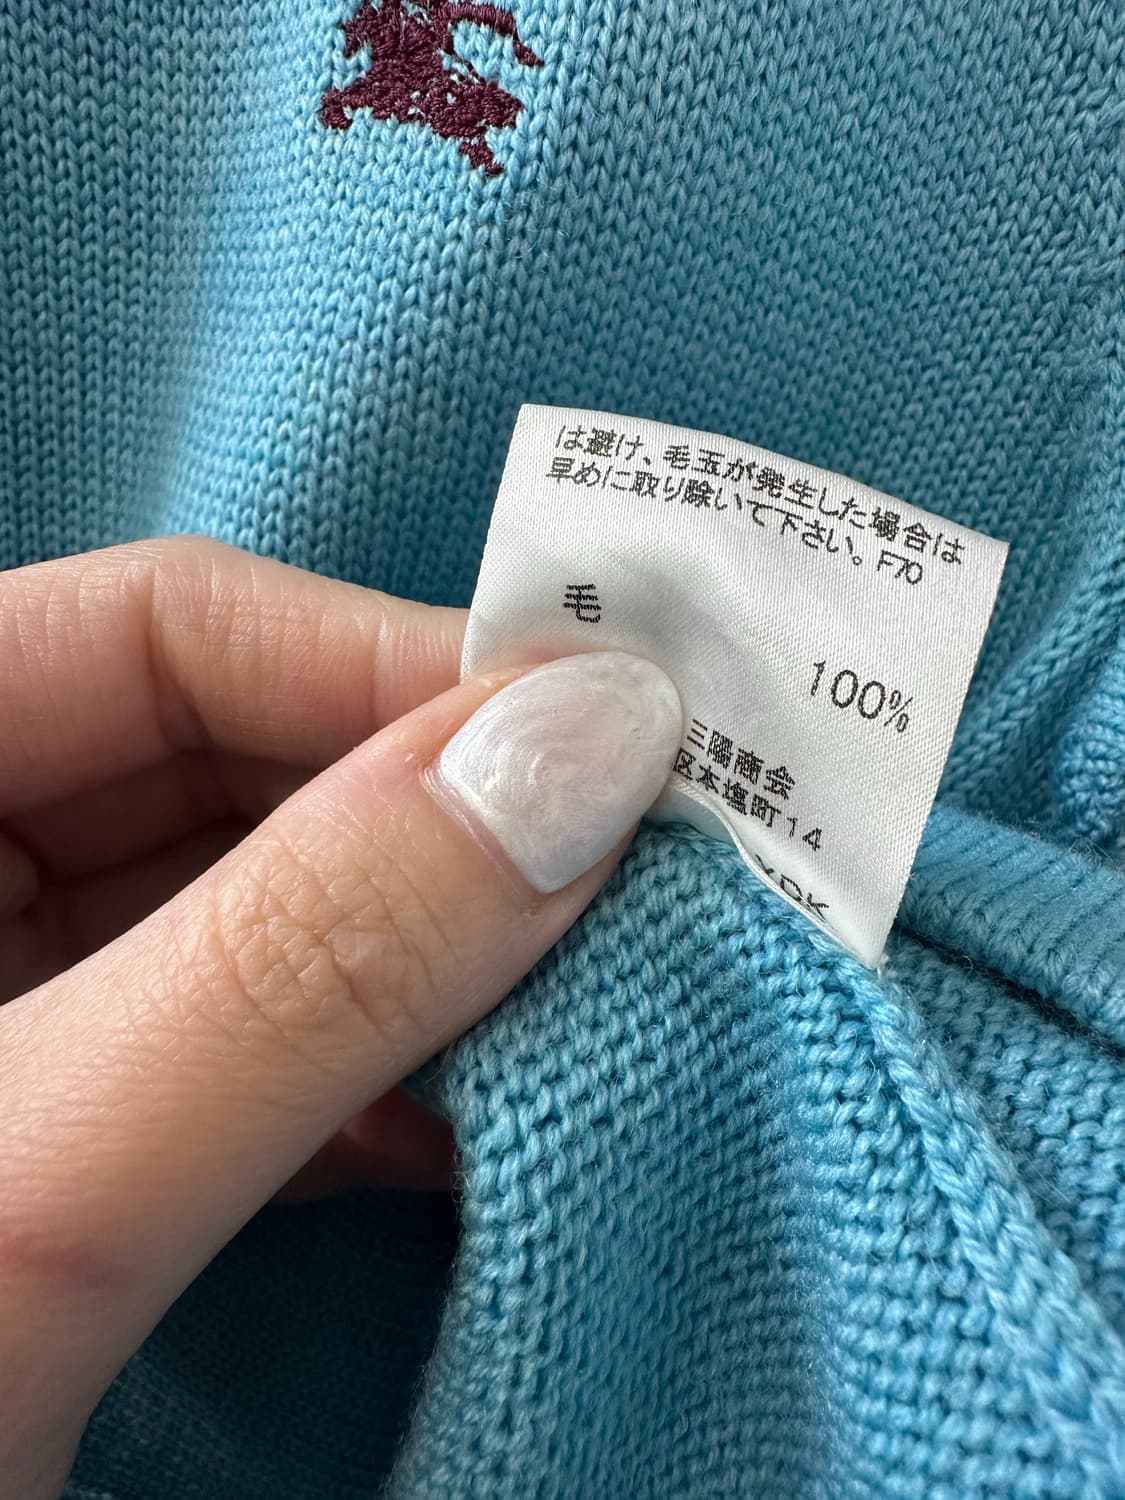 は避け、毛玉が発生した場合は
早めに取り除いて下さい。F70
毛
100%
三陽商会
区本塩町14